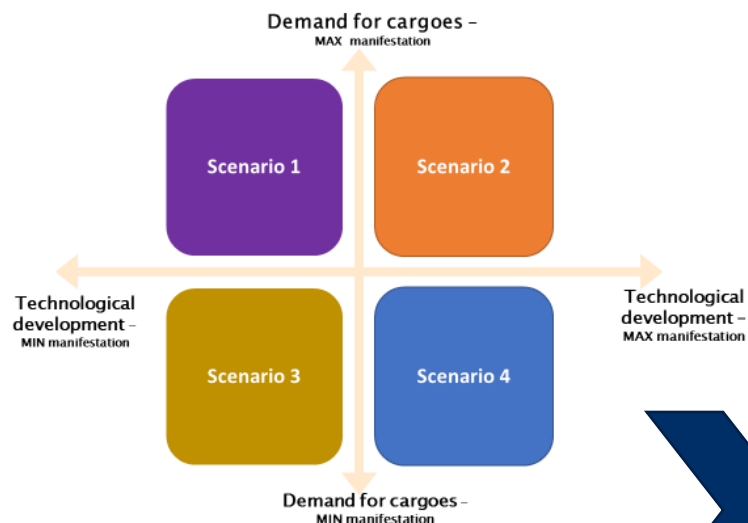 Demand for cargoes –
MAX manifestation
Scenario 1
Scenario 2
Technological
development –
MIN manifestation
Technological
development –
MAX manifestation
Scenario 3
Scenario 4
Demand for cargoes –
MIN manifestation